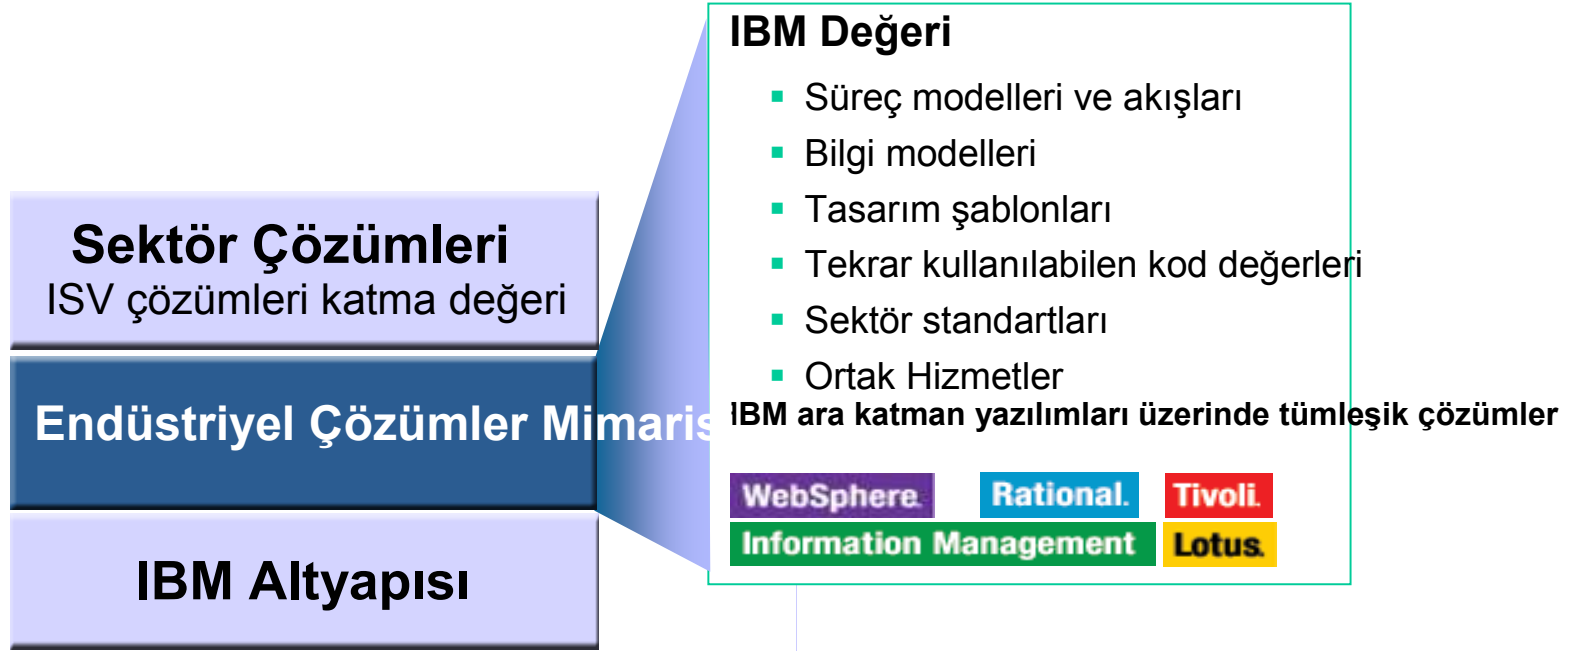 Sektör Çözümleri
ISV çözümleri katma değeri
Endüstriyel Çözümler Mimaris
IBM Altyapısı
IBM Değeri
Süreç modelleri ve akışları
Bilgi modelleri
Tasarım şablonları
Tekrar kullanılabilen kod değerleri
Sektör standartları
Ortak Hizmetler
IBM ara katman yazılımları üzerinde tümleşik çözümler
WebSphere. Rational. Tivoli.
Information Management Lotus.